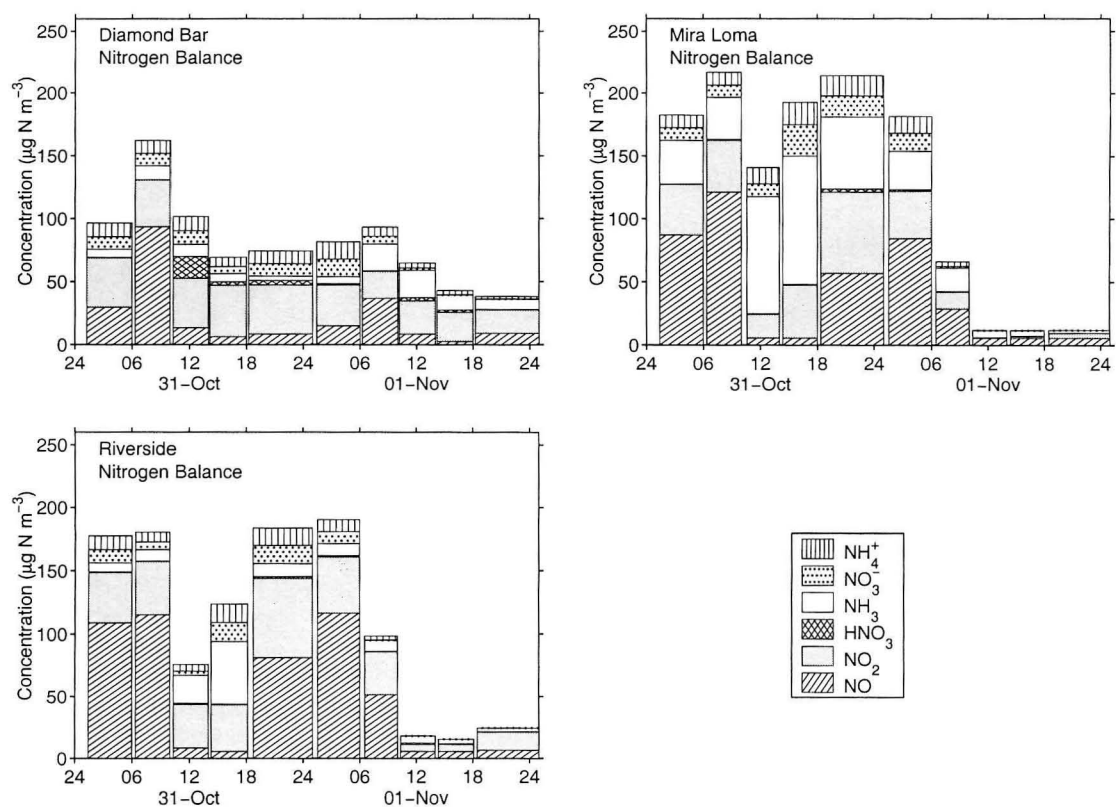 Diamond Bar
Nitrogen Balance
Concentration (µg N m⁻³)
250
200
150
100
50
0
24 06 12 18 24 06 12 18 24
31–Oct 01–Nov
Mira Loma
Nitrogen Balance
Concentration (µg N m⁻³)
250
200
150
100
50
0
24 06 12 18 24 06 12 18 24
31–Oct 01–Nov
Riverside
Nitrogen Balance
Concentration (µg N m⁻³)
250
200
150
100
50
0
24 06 12 18 24 06 12 18 24
31–Oct 01–Nov
NH₄⁺
NO₃⁻
NH₃
HNO₃
NO₂
NO